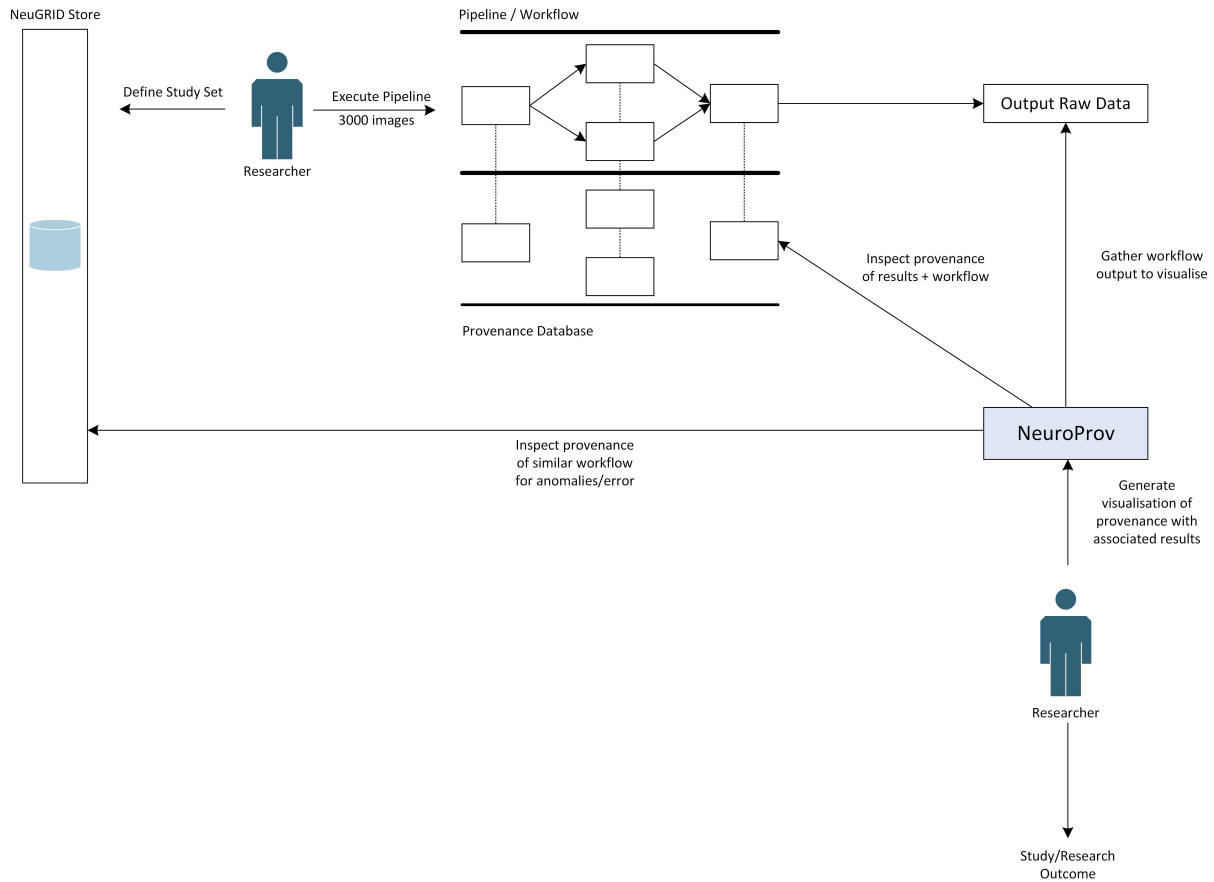 NeuGRID Store
Pipeline / Workflow
Define Study Set
Execute Pipeline
3000 images
Researcher
Output Raw Data
Inspect provenance
of results + workflow
Gather workflow
output to visualise
Provenance Database
NeuroProv
Inspect provenance
of similar workflow
for anomalies/error
Generate
visualisation of
provenance with
associated results
Researcher
Study/Research
Outcome